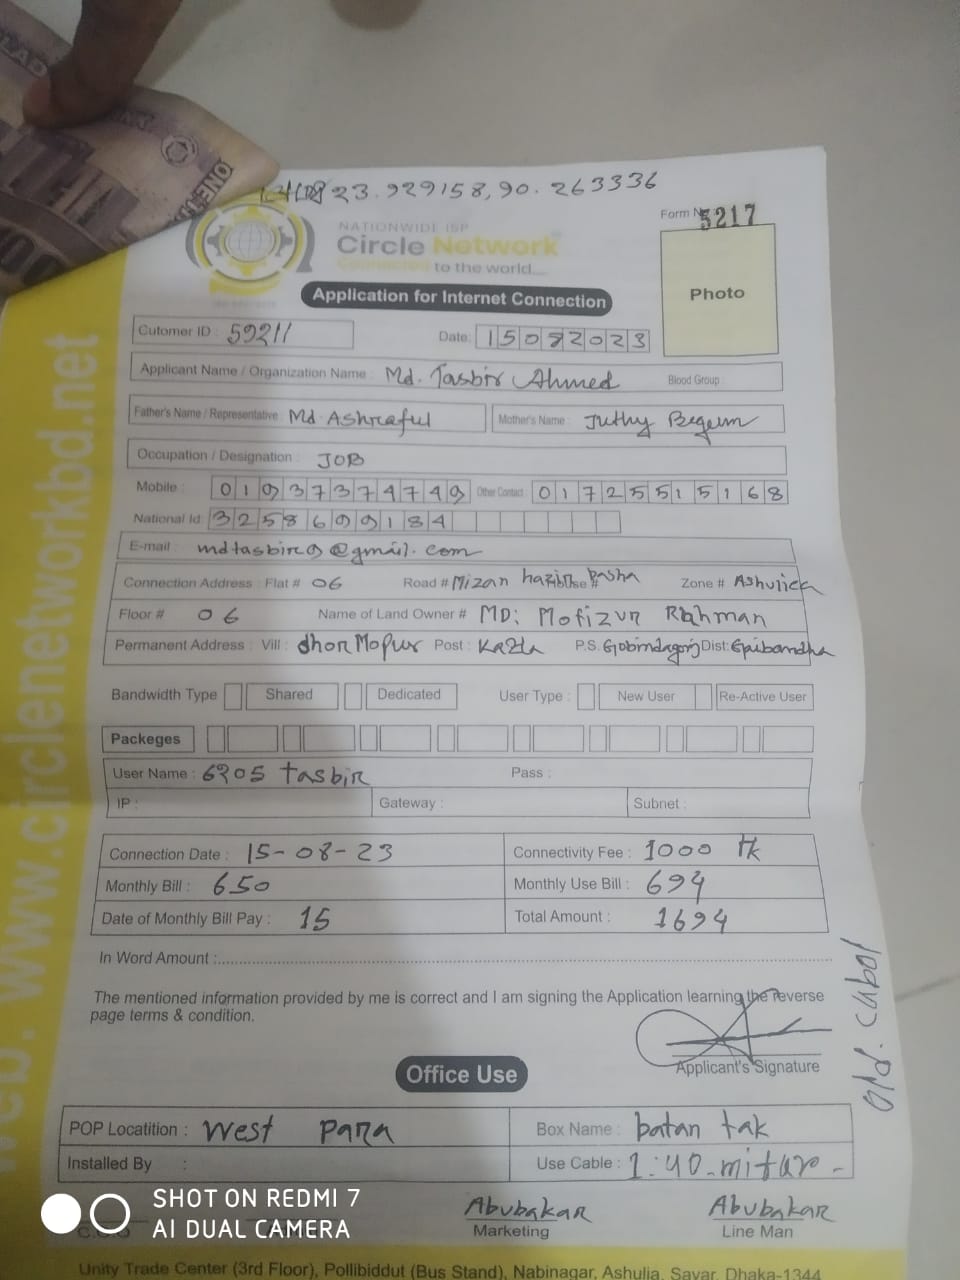 23.929158,90.263336
Form No 5217
NATIONWIDE ISP
Circle Network
Connected to the world...
Photo
Application for Internet Connection
Cutomer ID : 59211
Date: 15082023
Applicant Name / Organization Name : Md. Tasbir Ahmed Blood Group :
Father's Name / Representative : Md Ashraful Mother's Name : Juthy Begum
Occupation / Designation : JOB
Mobile : 01937374749 Other Contact : 01725515168
National Id : 3258699184
E-mail : mdtasbir9@gmail.com
Connection Address : Flat # 06 Road # Mizan Zone # Ashuliea
Floor # 06 Name of Land Owner # MD: Mofizur Rahman
Permanent Address : Vill : dhorMopur Post : Kazla P.S. Gobindagonj Dist: Gaibandha
Bandwidth Type Shared Dedicated User Type : New User Re-Active User
Packeges
User Name : 6205 tasbir Pass :
IP : Gateway : Subnet :
Connection Date : 15-08-23 Connectivity Fee : 1000 tk
Monthly Bill : 650 Monthly Use Bill : 694
Date of Monthly Bill Pay : 15 Total Amount : 1694
In Word Amount :
The mentioned information provided by me is correct and I am signing the Application learning the reverse
page terms & condition.
Applicant's Signature
Old. cabol
Office Use
POP Locatition : West Para Box Name : batan tak
Installed By : Use Cable : 1:40-mitar-
Abubakar Abubakar
Marketing Line Man
Unity Trade Center (3rd Floor), Pollibiddut (Bus Stand), Nabinagar, Ashulia, Savar, Dhaka-1344
web: www.circlenetworkbd.net
SHOT ON REDMI 7
AI DUAL CAMERA